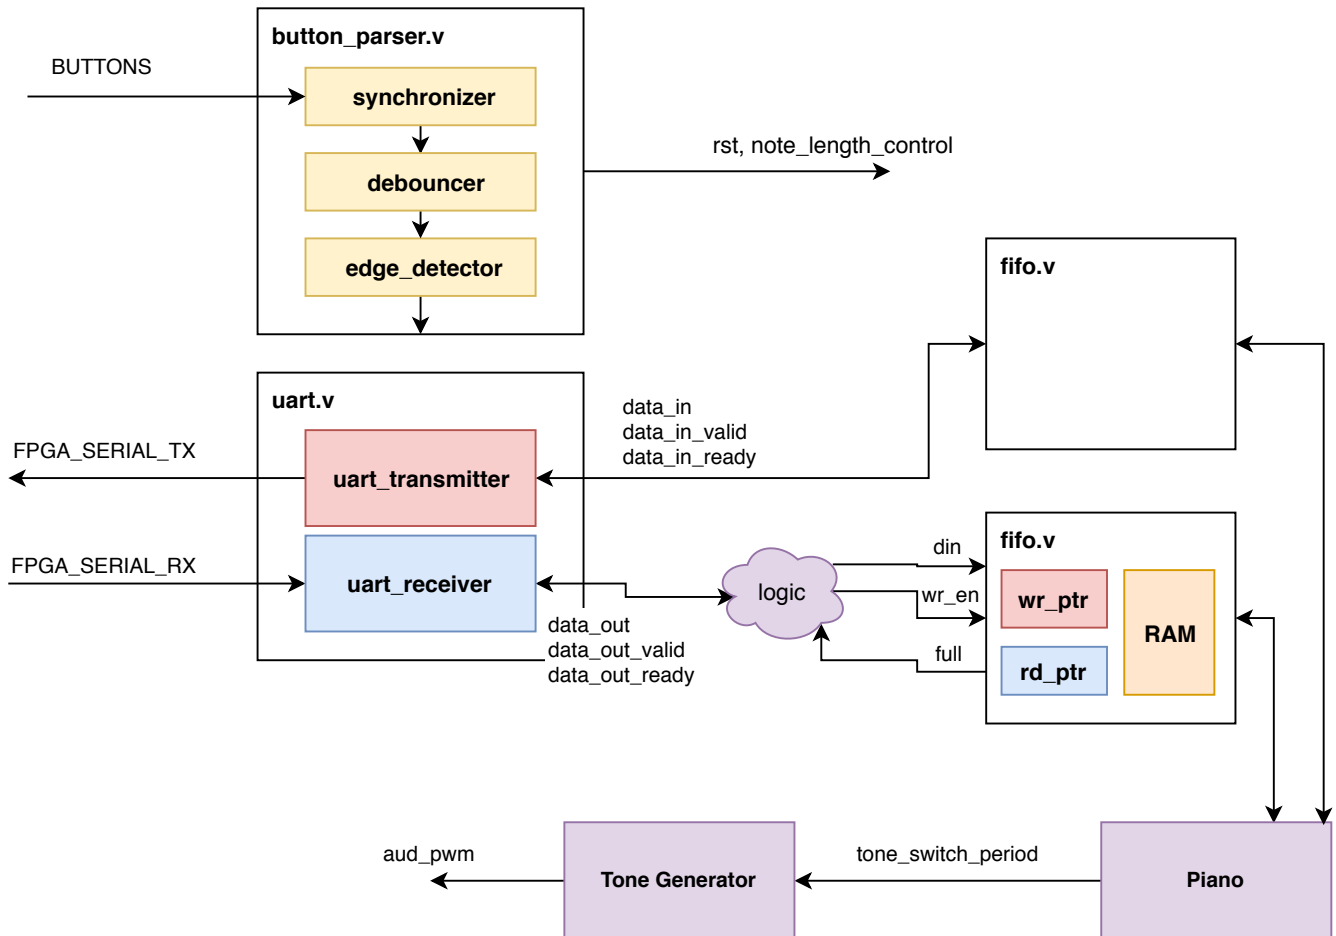 button_parser.v
BUTTONS
synchronizer
rst, note_length_control
debouncer
edge_detector
fifo.v
uart.v
data_in
data_in_valid
data_in_ready
FPGA_SERIAL_TX
uart_transmitter
FPGA_SERIAL_RX
uart_receiver
data_out
data_out_valid
data_out_ready
logic
din
wr_en
full
fifo.v
wr_ptr
rd_ptr
RAM
aud_pwm
Tone Generator
tone_switch_period
Piano